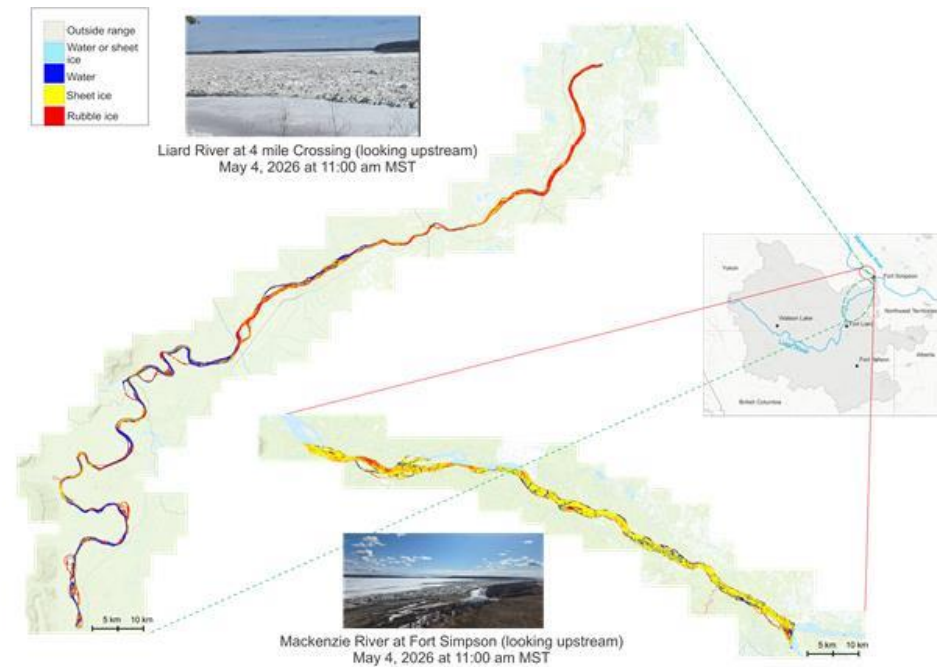 Outside range
Water or sheet
ice
Water
Sheet ice
Rubble ice
Liard River at 4 mile Crossing (looking upstream)
May 4, 2026 at 11:00 am MST
Yukon
Fort Simpson
Northwest Territories
Watson Lake
Fort Liard
Fort Nelson
Alberta
British Columbia
5 km 10 km
5 km 10 km
Mackenzie River at Fort Simpson (looking upstream)
May 4, 2026 at 11:00 am MST